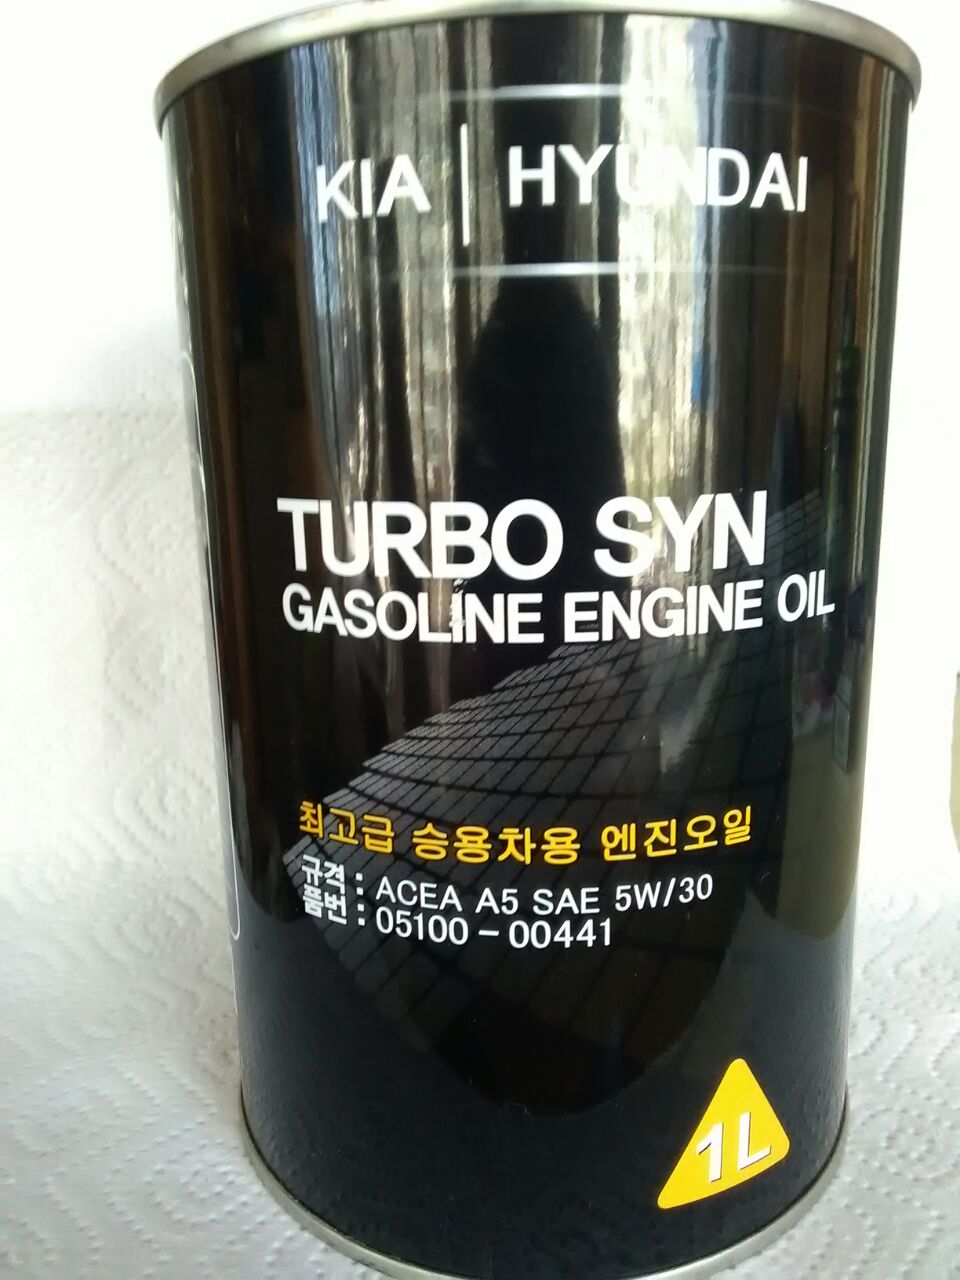 KIA | HYUNDAI
TURBO SYN
GASOLINE ENGINE OIL
최고급 승용차용 엔진오일
규격 : ACEA A5 SAE 5W/30
품번 : 05100-00441
1L